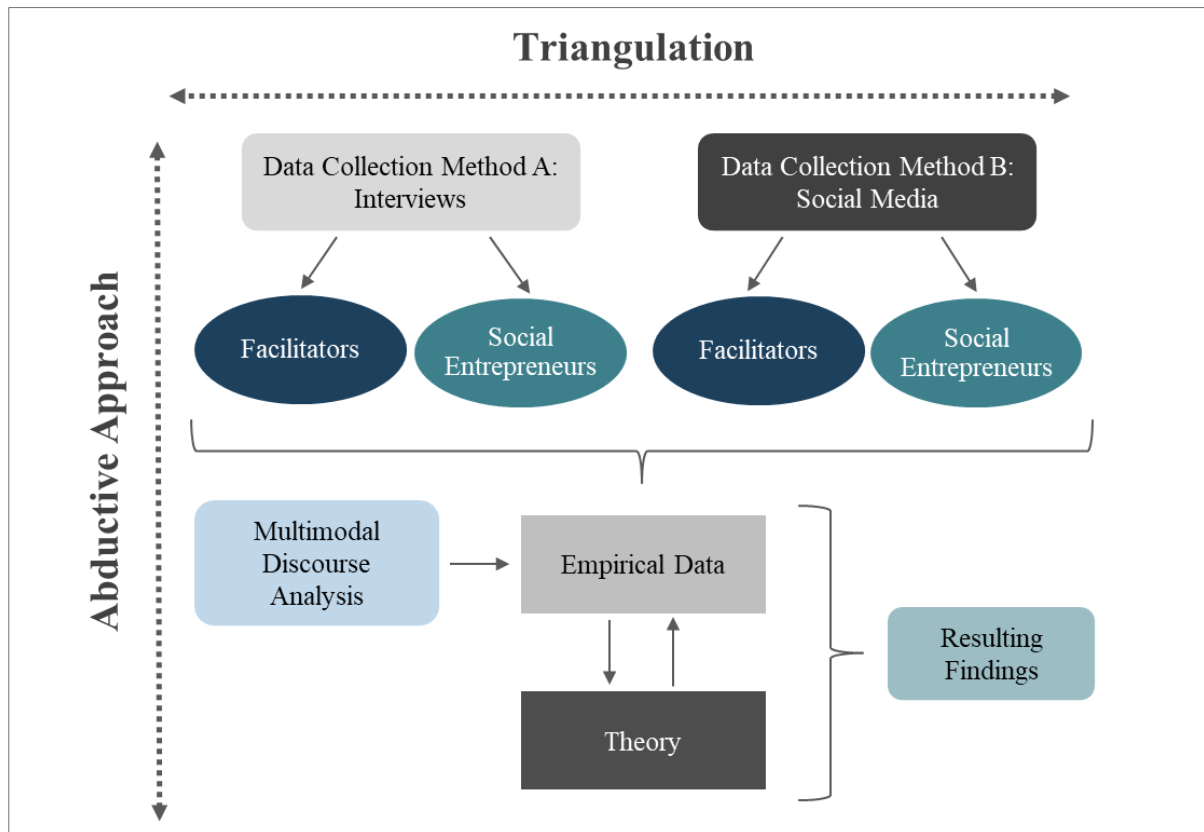 Triangulation
Abductive Approach
Data Collection Method A:
Interviews
Data Collection Method B:
Social Media
Facilitators
Social
Entrepreneurs
Facilitators
Social
Entrepreneurs
Multimodal
Discourse
Analysis
Empirical Data
Theory
Resulting
Findings